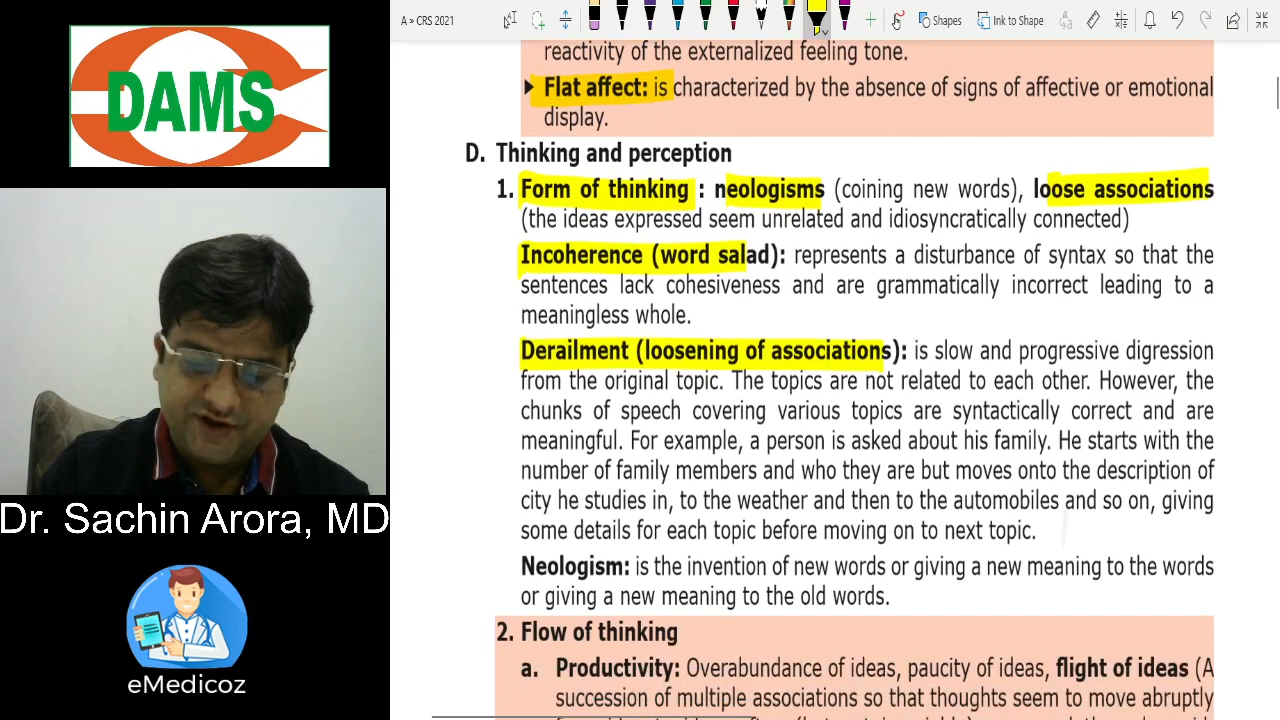 DAMS
Dr. Sachin Arora, MD
eMedicoz
A » CRS 2021
Shapes
Ink to Shape
reactivity of the externalized feeling tone.
Flat affect: is characterized by the absence of signs of affective or emotional
display.
D. Thinking and perception
1. Form of thinking : neologisms (coining new words), loose associations
(the ideas expressed seem unrelated and idiosyncratically connected)
Incoherence (word salad): represents a disturbance of syntax so that the
sentences lack cohesiveness and are grammatically incorrect leading to a
meaningless whole.
Derailment (loosening of associations): is slow and progressive digression
from the original topic. The topics are not related to each other. However, the
chunks of speech covering various topics are syntactically correct and are
meaningful. For example, a person is asked about his family. He starts with the
number of family members and who they are but moves onto the description of
city he studies in, to the weather and then to the automobiles and so on, giving
some details for each topic before moving on to next topic.
Neologism: is the invention of new words or giving a new meaning to the words
or giving a new meaning to the old words.
2. Flow of thinking
a. Productivity: Overabundance of ideas, paucity of ideas, flight of ideas (A
succession of multiple associations so that thoughts seem to move abruptly